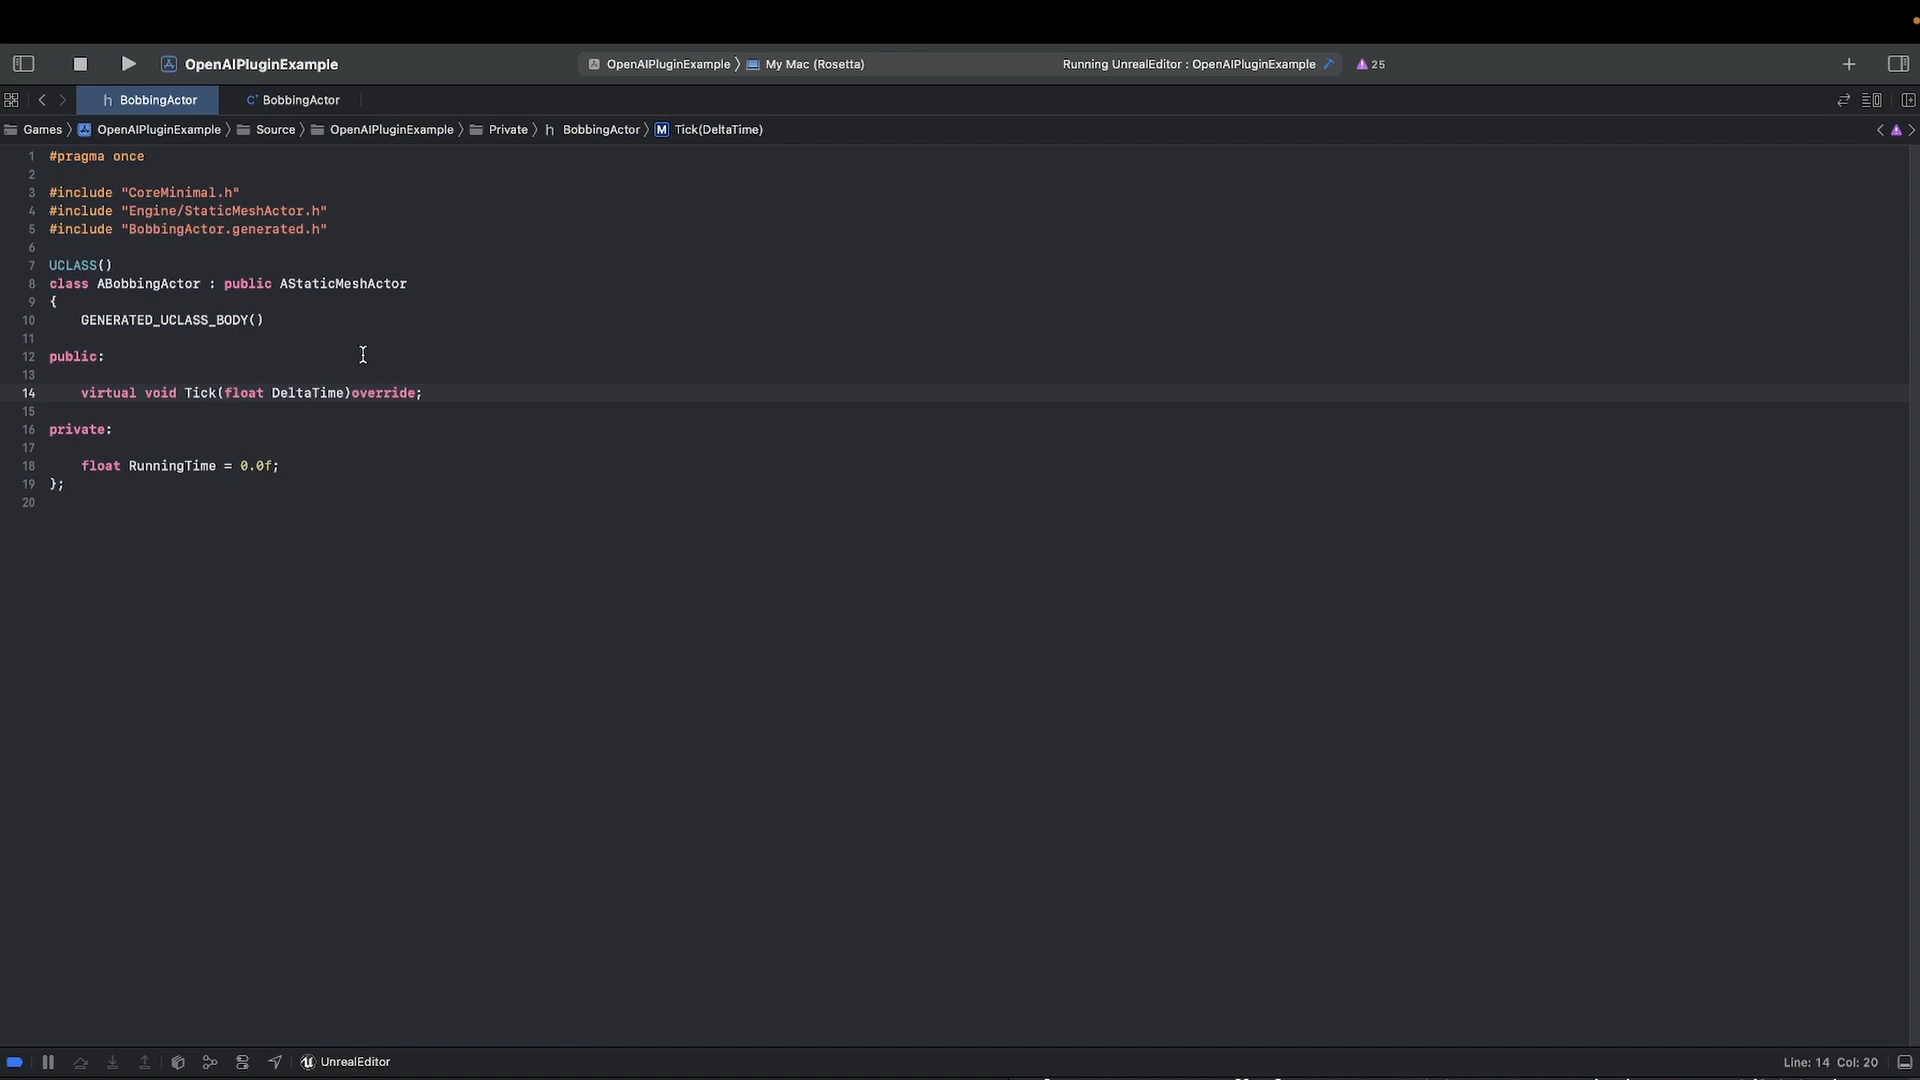 OpenAIPluginExample
OpenAIPluginExample 〉 My Mac (Rosetta)
Running UnrealEditor : OpenAIPluginExample
25
h BobbingActor
C⁺ BobbingActor
Games 〉 OpenAIPluginExample 〉 Source 〉 OpenAIPluginExample 〉 Private 〉 h BobbingActor 〉 M Tick(DeltaTime)
1 #pragma once
2
3 #include "CoreMinimal.h"
4 #include "Engine/StaticMeshActor.h"
5 #include "BobbingActor.generated.h"
6
7 UCLASS()
8 class ABobbingActor : public AStaticMeshActor
9 {
10 GENERATED_UCLASS_BODY()
11
12 public:
13
14 virtual void Tick(float DeltaTime)override;
15
16 private:
17
18 float RunningTime = 0.0f;
19 };
20
UnrealEditor
Line: 14 Col: 20